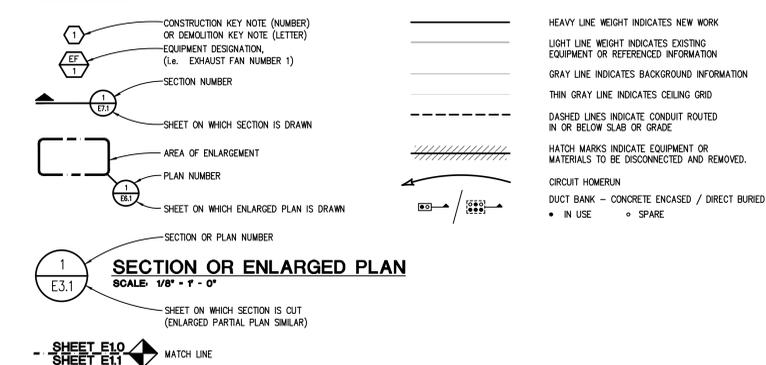 1
CONSTRUCTION KEY NOTE (NUMBER)
OR DEMOLITION KEY NOTE (LETTER)
EF
1
EQUIPMENT DESIGNATION,
(i.e. EXHAUST FAN NUMBER 1)
SECTION NUMBER
1
E7.1
SHEET ON WHICH SECTION IS DRAWN
AREA OF ENLARGEMENT
PLAN NUMBER
1
E6.1
SHEET ON WHICH ENLARGED PLAN IS DRAWN
SECTION OR PLAN NUMBER
1
E3.1
SECTION OR ENLARGED PLAN
SCALE: 1/8" - 1' - 0"
SHEET ON WHICH SECTION IS CUT
(ENLARGED PARTIAL PLAN SIMILAR)
SHEET E1.0
SHEET E1.1
MATCH LINE
HEAVY LINE WEIGHT INDICATES NEW WORK
LIGHT LINE WEIGHT INDICATES EXISTING
EQUIPMENT OR REFERENCED INFORMATION
GRAY LINE INDICATES BACKGROUND INFORMATION
THIN GRAY LINE INDICATES CEILING GRID
DASHED LINES INDICATE CONDUIT ROUTED
IN OR BELOW SLAB OR GRADE
HATCH MARKS INDICATE EQUIPMENT OR
MATERIALS TO BE DISCONNECTED AND REMOVED.
CIRCUIT HOMERUN
DUCT BANK - CONCRETE ENCASED / DIRECT BURIED
IN USE
SPARE